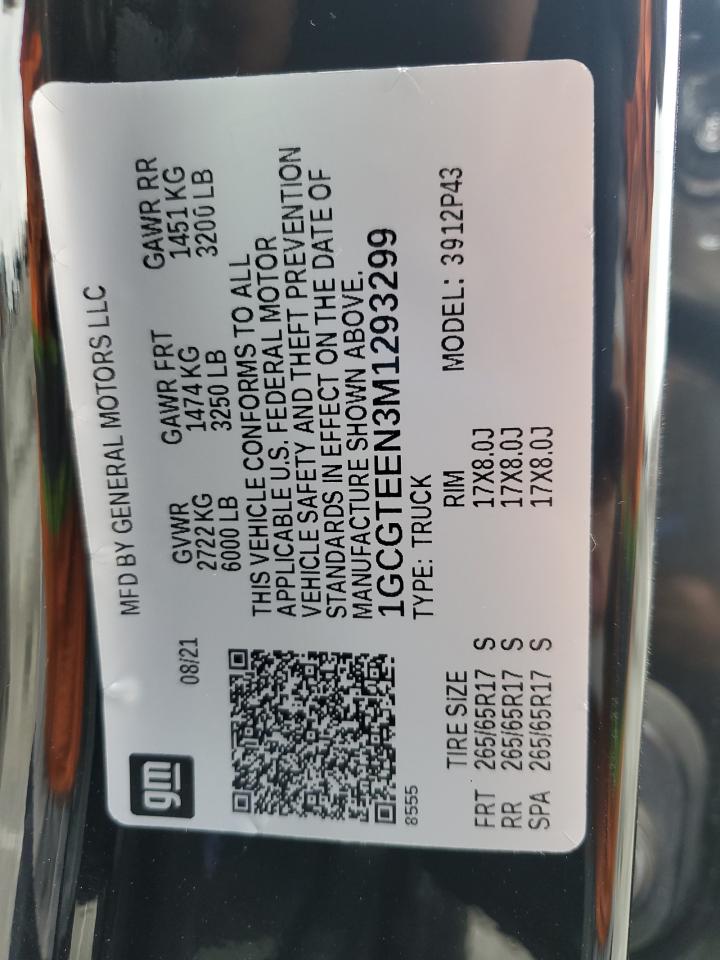 gm
MFD BY GENERAL MOTORS LLC
08/21
GVWR GAWR FRT GAWR RR
2722 KG 1474 KG 1451 KG
6000 LB 3250 LB 3200 LB
THIS VEHICLE CONFORMS TO ALL
APPLICABLE U.S. FEDERAL MOTOR
VEHICLE SAFETY AND THEFT PREVENTION
STANDARDS IN EFFECT ON THE DATE OF
MANUFACTURE SHOWN ABOVE.
1GCGTEEN3M1293299
8555
TYPE: TRUCK
MODEL: 3912P43
TIRE SIZE RIM
FRT 265/65R17 S 17X8.0J
RR 265/65R17 S 17X8.0J
SPA 265/65R17 S 17X8.0J